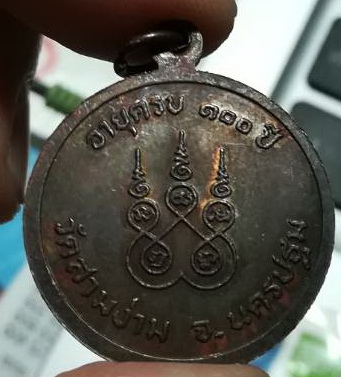 อายุครบ ๑๐๐ ปี
วัดสามง่าม จ. นครปฐม